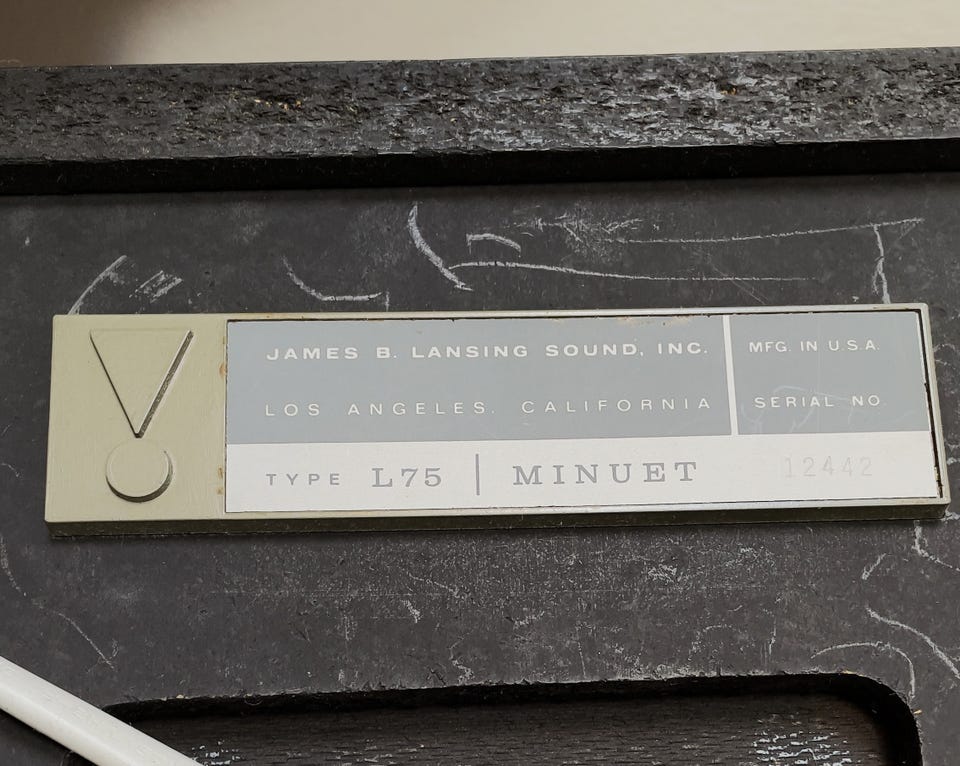 JAMES B. LANSING SOUND, INC.
LOS ANGELES, CALIFORNIA
MFG. IN U.S.A.
SERIAL NO.
TYPE L75 | MINUET
12442